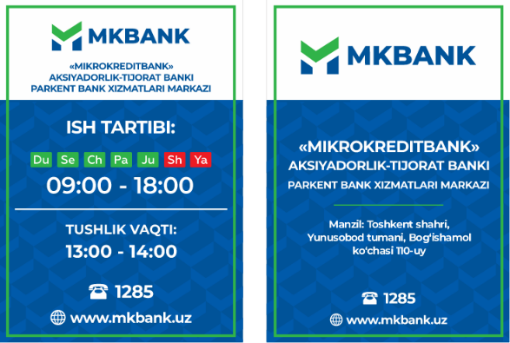 MKBANK
«MIKROKREDITBANK»
AKSIYADORLIK-TIJORAT BANKI
PARKENT BANK XIZMATLARI MARKAZI
ISH TARTIBI:
Du Se Ch Pa Ju Sh Ya
09:00 - 18:00
TUSHLIK VAQTI:
13:00 - 14:00
1285
www.mkbank.uz
MKBANK
«MIKROKREDITBANK»
AKSIYADORLIK-TIJORAT BANKI
PARKENT BANK XIZMATLARI MARKAZI
Manzil: Toshkent shahri,
Yunusobod tumani, Bog‘ishamol
ko‘chasi 110-uy
1285
www.mkbank.uz